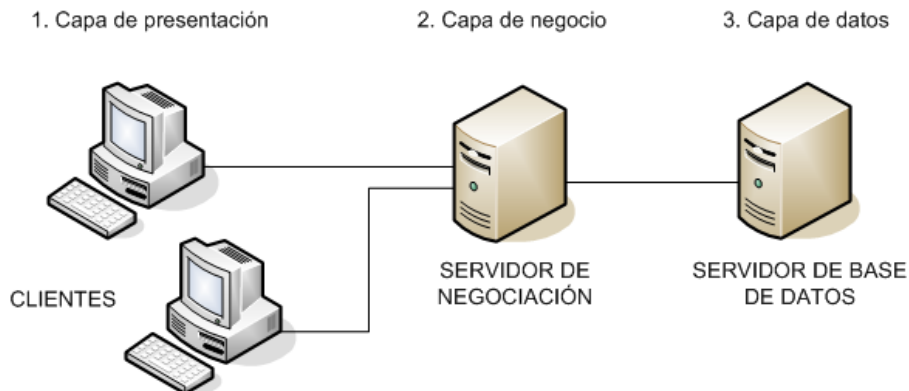 1. Capa de presentación
2. Capa de negocio
3. Capa de datos
CLIENTES
SERVIDOR DE
NEGOCIACIÓN
SERVIDOR DE BASE
DE DATOS